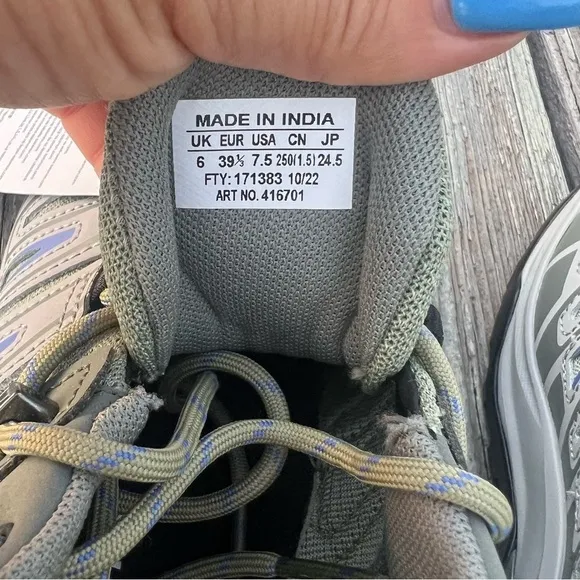 MADE IN INDIA
UK EUR USA CN JP
6 39⅓ 7.5 250(1.5) 24.5
FTY: 171383 10/22
ART NO. 416701